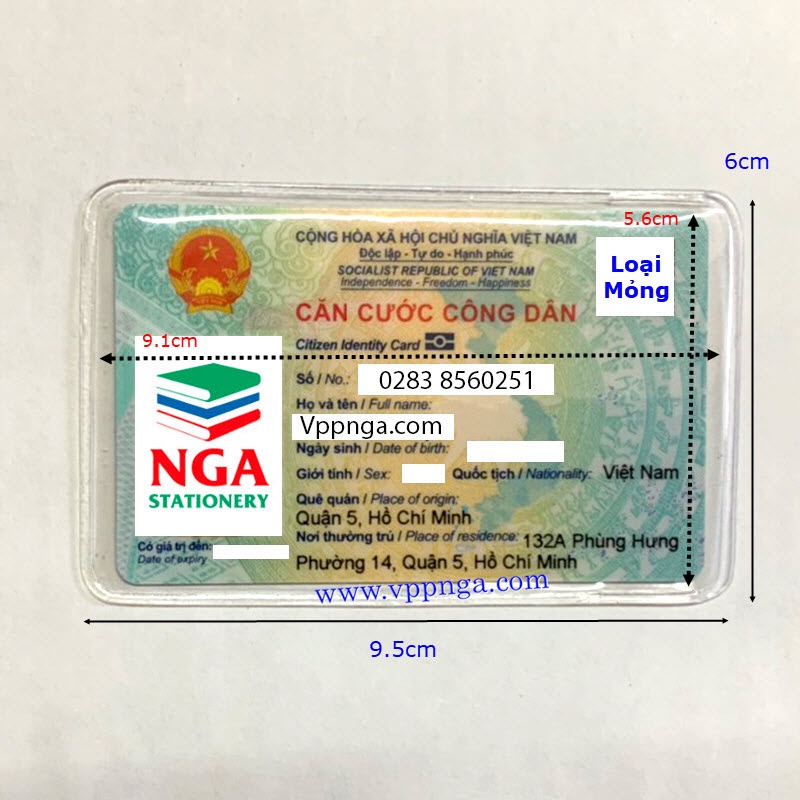 6cm
5.6cm
CỘNG HÒA XÃ HỘI CHỦ NGHĨA VIỆT NAM
Độc lập - Tự do - Hạnh phúc
SOCIALIST REPUBLIC OF VIET NAM
Independence - Freedom - Happiness
Loại
Mỏng
CĂN CƯỚC CÔNG DÂN
9.1cm
Citizen Identity Card
Số / No.: 0283 8560251
Họ và tên / Full name:
Vppnga.com
Ngày sinh / Date of birth:
Giới tính / Sex: Quốc tịch / Nationality: Việt Nam
NGA
STATIONERY
Quê quán / Place of origin:
Quận 5, Hồ Chí Minh
Nơi thường trú / Place of residence: 132A Phùng Hưng
Phường 14, Quận 5, Hồ Chí Minh
Có giá trị đến:
Date of expiry
www.vppnga.com
9.5cm